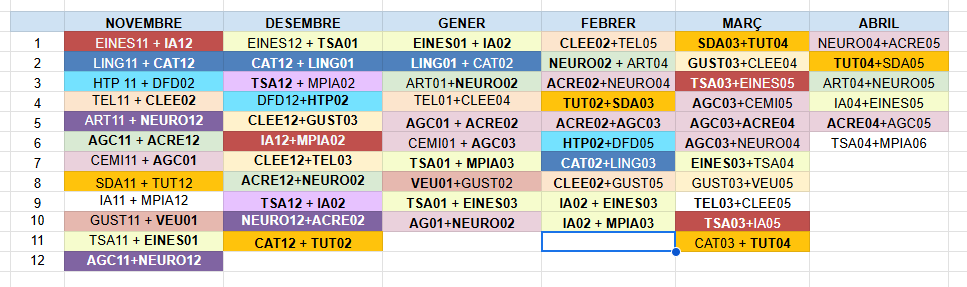 NOVEMBRE DESEMBRE GENER FEBRER MARÇ ABRIL
1 EINES11 + IA12 EINES12 + TSA01 EINES01 + IA02 CLEE02+TEL05 SDA03+TUT04 NEURO04+ACRE05
2 LING11 + CAT12 CAT12 + LING01 LING01 + CAT02 NEURO02 + ART04 GUST03+CLEE04 TUT04+SDA05
3 HTP 11 + DFD02 TSA12 + MPIA02 ART01+NEURO02 ACRE02+NEURO04 TSA03+EINES05 ART04+NEURO05
4 TEL11 + CLEE02 DFD12+HTP02 TEL01+CLEE04 TUT02+SDA03 AGC03+CEMI05 IA04+EINES05
5 ART11 + NEURO12 CLEE12+GUST03 AGC01 + ACRE02 ACRE02+AGC03 AGC03+ACRE04 ACRE04+AGC05
6 AGC11 + ACRE12 IA12+MPIA02 CEMI01 + AGC03 HTP02+DFD05 AGC03+NEURO04 TSA04+MPIA06
7 CEMI11 + AGC01 CLEE12+TEL03 TSA01 + MPIA03 CAT02+LING03 EINES03+TSA04
8 SDA11 + TUT12 ACRE12+NEURO02 VEU01+GUST02 CLEE02+GUST05 GUST03+VEU05
9 IA11 + MPIA12 TSA12 + IA02 TSA01 + EINES03 IA02 + EINES03 TEL03+CLEE05
10 GUST11 + VEU01 NEURO12+ACRE02 AG01+NEURO02 IA02 + MPIA03 TSA03+IA05
11 TSA11 + EINES01 CAT12 + TUT02 CAT03 + TUT04
12 AGC11+NEURO12